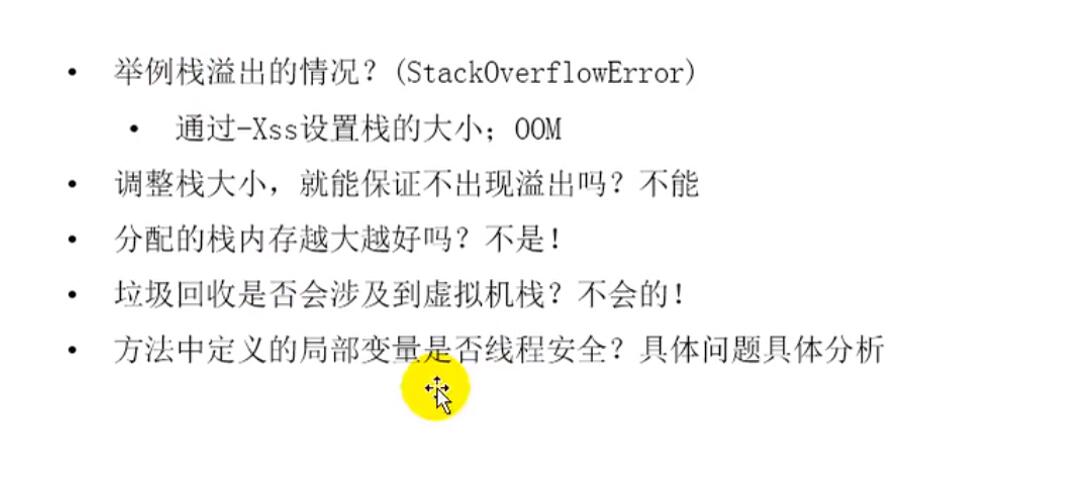 • 举例栈溢出的情况？(StackOverflowError)
• 通过-Xss设置栈的大小；OOM
• 调整栈大小，就能保证不出现溢出吗？不能
• 分配的栈内存越大越好吗？不是！
• 垃圾回收是否会涉及到虚拟机栈？不会的！
• 方法中定义的局部变量是否线程安全？具体问题具体分析